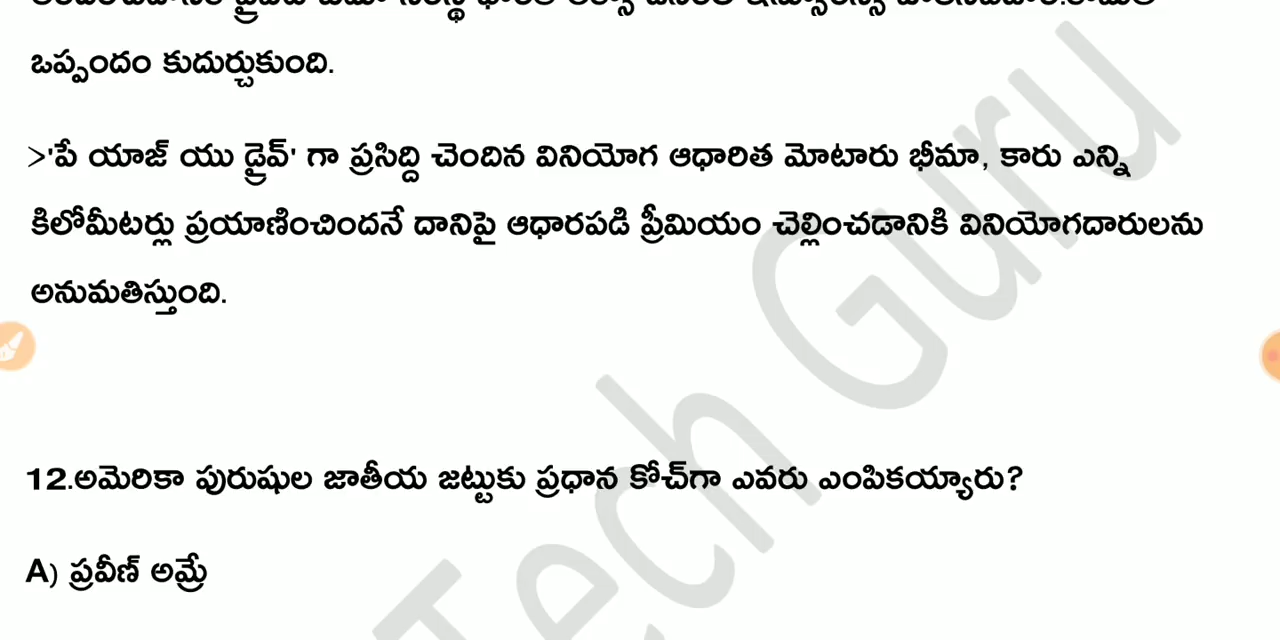 ఒప్పందం కుదుర్చుకుంది.
>'పే యాజ్ యు డ్రైవ్' గా ప్రసిద్ది చెందిన వినియోగ ఆధారిత మోటారు భీమా, కారు ఎన్ని
కిలోమీటర్లు ప్రయాణించిందనే దానిపై ఆధారపడి ప్రీమియం చెల్లించడానికి వినియోగదారులను
అనుమతిస్తుంది.
12.అమెరికా పురుషుల జాతీయ జట్టుకు ప్రధాన కోచ్‌గా ఎవరు ఎంపికయ్యారు?
A) ప్రవీణ్ అమ్రే
Tech Guru